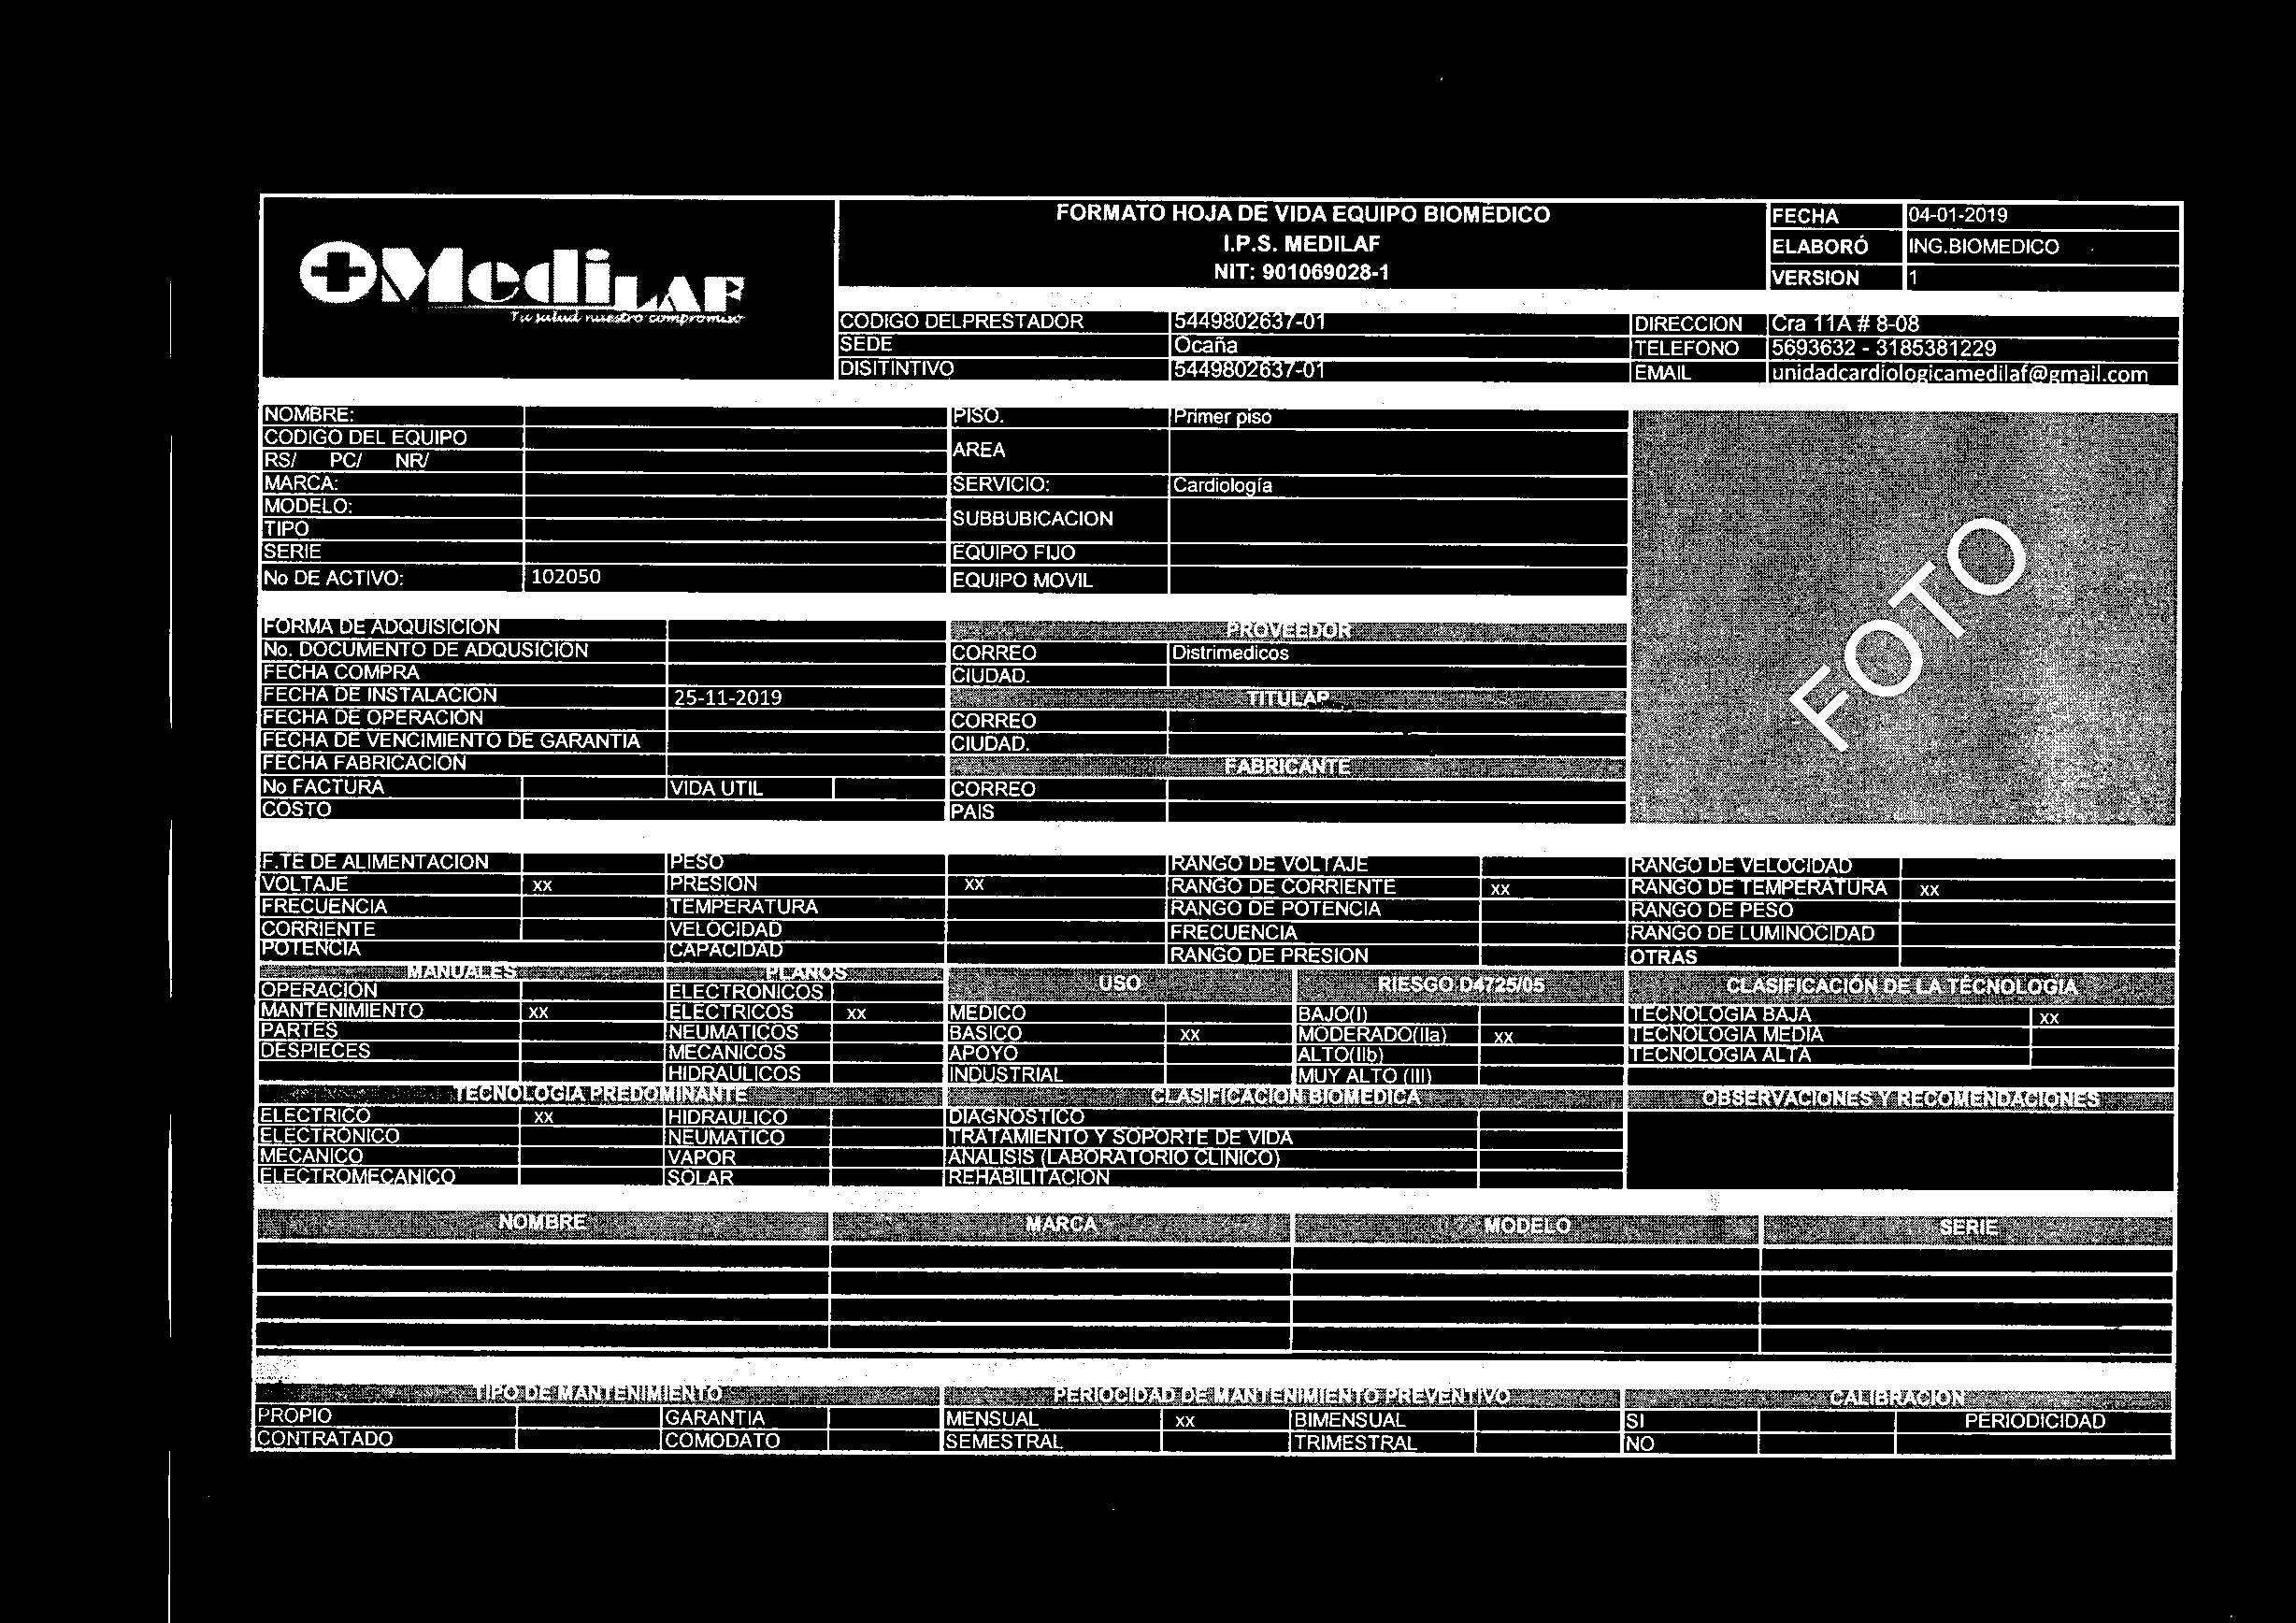 MediLAF
Tu salud nuestro compromiso
FORMATO HOJA DE VIDA EQUIPO BIOMÉDICO
I.P.S. MEDILAF
NIT: 901069028-1
FECHA 04-01-2019
ELABORÓ ING.BIOMEDICO
VERSION 1
CODIGO DELPRESTADOR 5449802637-01 DIRECCION Cra 11A # 8-08
SEDE Ocaña TELEFONO 5693632 - 3185381229
DISITINTIVO 5449802637-01 EMAIL unidadcardiologicamedilaf@gmail.com
NOMBRE: PISO. Primer piso
CODIGO DEL EQUIPO
RS/ PC/ NR/ AREA
MARCA: SERVICIO: Cardiología
MODELO:
TIPO SUBBUBICACION
SERIE EQUIPO FIJO
No DE ACTIVO: 102050 EQUIPO MOVIL
FOTO
FORMA DE ADQUISICION PROVEEDOR
No. DOCUMENTO DE ADQUSICION CORREO Distrimedicos
FECHA COMPRA CIUDAD.
FECHA DE INSTALACION 25-11-2019 TITULAR
FECHA DE OPERACIÓN CORREO
FECHA DE VENCIMIENTO DE GARANTIA CIUDAD.
FECHA FABRICACION FABRICANTE
No FACTURA VIDA UTIL CORREO
COSTO PAIS
F.TE DE ALIMENTACION PESO RANGO DE VOLTAJE RANGO DE VELOCIDAD
VOLTAJE xx PRESION xx RANGO DE CORRIENTE xx RANGO DE TEMPERATURA xx
FRECUENCIA TEMPERATURA RANGO DE POTENCIA RANGO DE PESO
CORRIENTE VELOCIDAD FRECUENCIA RANGO DE LUMINOCIDAD
POTENCIA CAPACIDAD RANGO DE PRESION OTRAS
MANUALES PLANOS USO RIESGO D4725/05 CLASIFICACIÓN DE LA TECNOLOGIA
OPERACIÓN ELECTRONICOS
MANTENIMIENTO xx ELECTRICOS xx MEDICO BAJO(I) TECNOLOGIA BAJA xx
PARTES NEUMATICOS BASICO xx MODERADO(IIa) xx TECNOLOGIA MEDIA
DESPIECES MECANICOS APOYO ALTO(IIb) TECNOLOGIA ALTA
HIDRAULICOS INDUSTRIAL MUY ALTO (III)
TECNOLOGIA PREDOMINANTE CLASIFICACION BIOMEDICA OBSERVACIONES Y RECOMENDACIONES
ELECTRICO xx HIDRAULICO DIAGNOSTICO
ELECTRÓNICO NEUMATICO TRATAMIENTO Y SOPORTE DE VIDA
MECANICO VAPOR ANALISIS (LABORATORIO CLINICO)
ELECTROMECANICO SOLAR REHABILITACION
NOMBRE MARCA MODELO SERIE
TIPO DE MANTENIMIENTO PERIOCIDAD DE MANTENIMIENTO PREVENTIVO CALIBRACION
PROPIO GARANTIA MENSUAL xx BIMENSUAL SI PERIODICIDAD
CONTRATADO COMODATO SEMESTRAL TRIMESTRAL NO